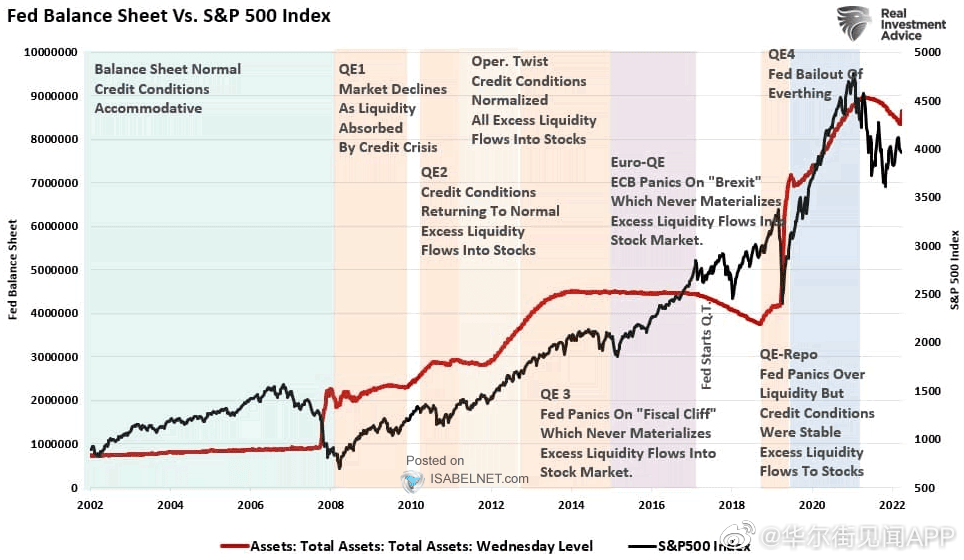 Fed Balance Sheet Vs. S&P 500 Index
Real
Investment
Advice
10000000
9000000
8000000
7000000
6000000
5000000
4000000
3000000
2000000
1000000
0
Fed Balance Sheet
5000
4500
4000
3500
3000
2500
2000
1500
1000
500
S&P 500 Index
Balance Sheet Normal
Credit Conditions
Accommodative
QE1
Market Declines
As Liquidity
Absorbed
By Credit Crisis
QE2
Credit Conditions
Returning To Normal
Excess Liquidity
Flows Into Stocks
Oper. Twist
Credit Conditions
Normalized
All Excess Liquidity
Flows Into Stocks
QE 3
Fed Panics On "Fiscal Cliff"
Which Never Materializes
Excess Liquidity Flows Into
Stock Market.
Euro-QE
ECB Panics On "Brexit"
Which Never Materializes
Excess Liquidity Flows Into
Stock Market.
Fed Starts Q.T.
QE-Repo
Fed Panics Over
Liquidity But
Credit Conditions
Were Stable
Excess Liquidity
Flows To Stocks
QE4
Fed Bailout Of
Everthing
Posted on
ISABELNET.com
2002
2004
2006
2008
2010
2012
2014
2016
2018
2020
2022
Assets: Total Assets: Total Assets: Wednesday Level
S&P500 Index
@华尔街见闻APP